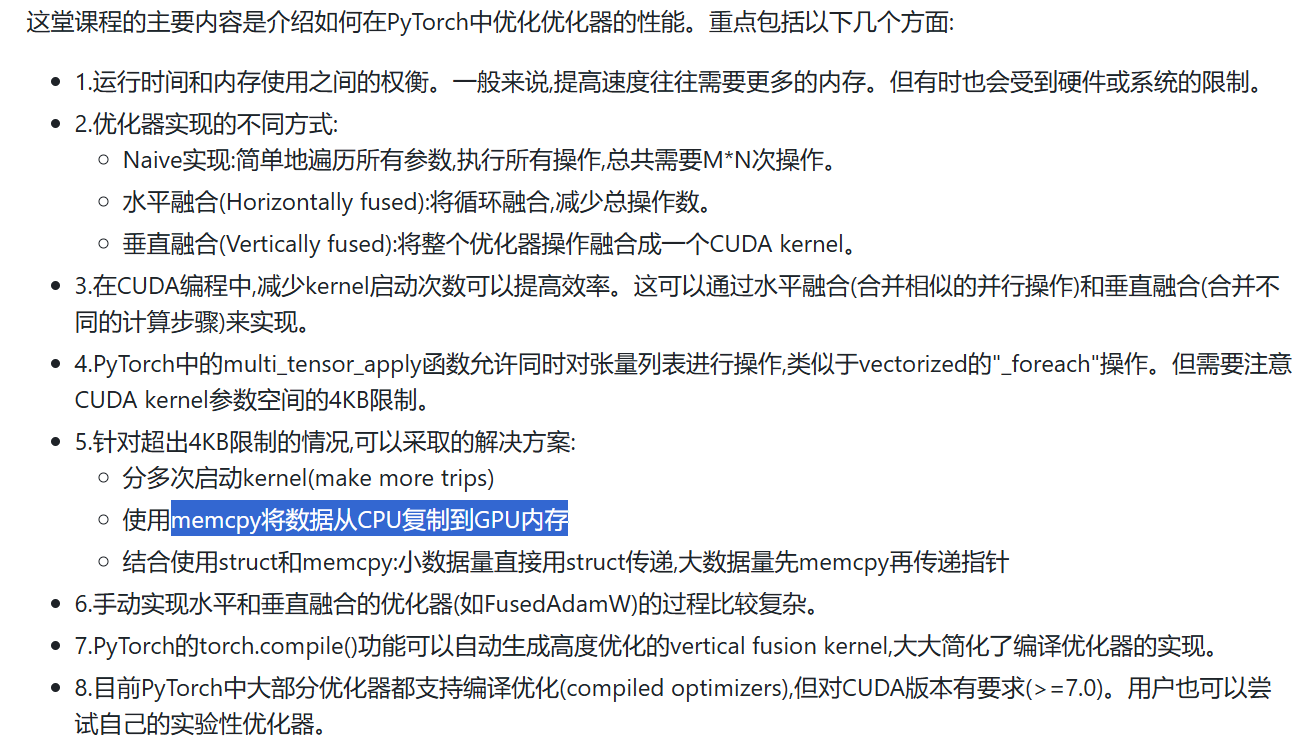 这堂课程的主要内容是介绍如何在PyTorch中优化优化器的性能。重点包括以下几个方面:
1.运行时间和内存使用之间的权衡。一般来说,提高速度往往需要更多的内存。但有时也会受到硬件或系统的限制。
2.优化器实现的不同方式:
Naive实现:简单地遍历所有参数,执行所有操作,总共需要M*N次操作。
水平融合(Horizontally fused):将循环融合,减少总操作数。
垂直融合(Vertically fused):将整个优化器操作融合成一个CUDA kernel。
3.在CUDA编程中,减少kernel启动次数可以提高效率。这可以通过水平融合(合并相似的并行操作)和垂直融合(合并不
同的计算步骤)来实现。
4.PyTorch中的multi_tensor_apply函数允许同时对张量列表进行操作,类似于vectorized的"_foreach"操作。但需要注意
CUDA kernel参数空间的4KB限制。
5.针对超出4KB限制的情况,可以采取的解决方案:
分多次启动kernel(make more trips)
使用memcpy将数据从CPU复制到GPU内存
结合使用struct和memcpy:小数据量直接用struct传递,大数据量先memcpy再传递指针
6.手动实现水平和垂直融合的优化器(如FusedAdamW)的过程比较复杂。
7.PyTorch的torch.compile()功能可以自动生成高度优化的vertical fusion kernel,大大简化了编译优化器的实现。
8.目前PyTorch中大部分优化器都支持编译优化(compiled optimizers),但对CUDA版本有要求(>=7.0)。用户也可以尝
试自己的实验性优化器。